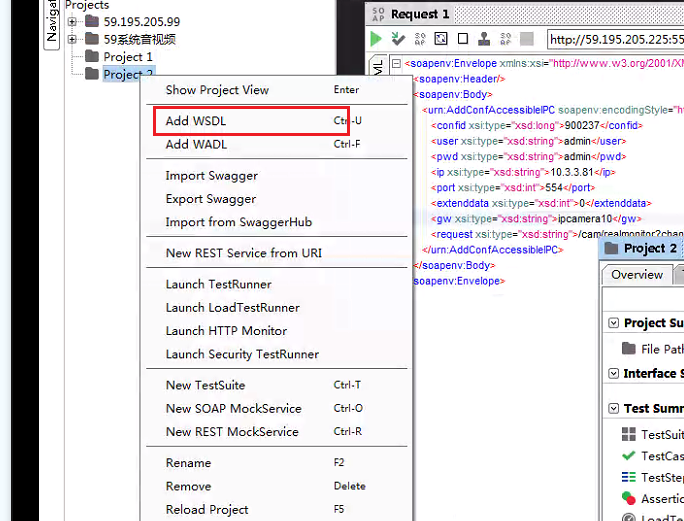 Projects
Navigat
59.195.205.99
59系统音视频
Project 1
Project 2
Show Project View Enter
Add WSDL Ctrl-U
Add WADL Ctrl-F
Import Swagger
Export Swagger
Import from SwaggerHub
New REST Service from URI
Launch TestRunner
Launch LoadTestRunner
Launch HTTP Monitor
Launch Security TestRunner
New TestSuite Ctrl-T
New SOAP MockService Ctrl-O
New REST MockService Ctrl-R
Rename F2
Remove Delete
Reload Project F5
SOAP Request 1
http://59.195.205.225:55
<soapenv:Envelope xmlns:xsi="http://www.w3.org/2001/XM
<soapenv:Header/>
<soapenv:Body>
<urn:AddConfAccessibleIPC soapenv:encodingStyle="h
<confid xsi:type="xsd:long">900237</confid>
<user xsi:type="xsd:string">admin</user>
<pwd xsi:type="xsd:string">admin</pwd>
<ip xsi:type="xsd:string">10.3.3.81</ip>
<port xsi:type="xsd:int">554</port>
<extenddata xsi:type="xsd:int">0</extenddata>
<gw xsi:type="xsd:string">ipcamera10</gw>
<request xsi:type="xsd:string">/cam/realmonitor?chan
</urn:AddConfAccessibleIPC>
</soapenv:Body>
soapenv:Envelope>
Project 2
Overview
Project Su
File Path
Interface S
Test Summ
TestSuit
TestCas
TestStep
Assertio
LoadTe